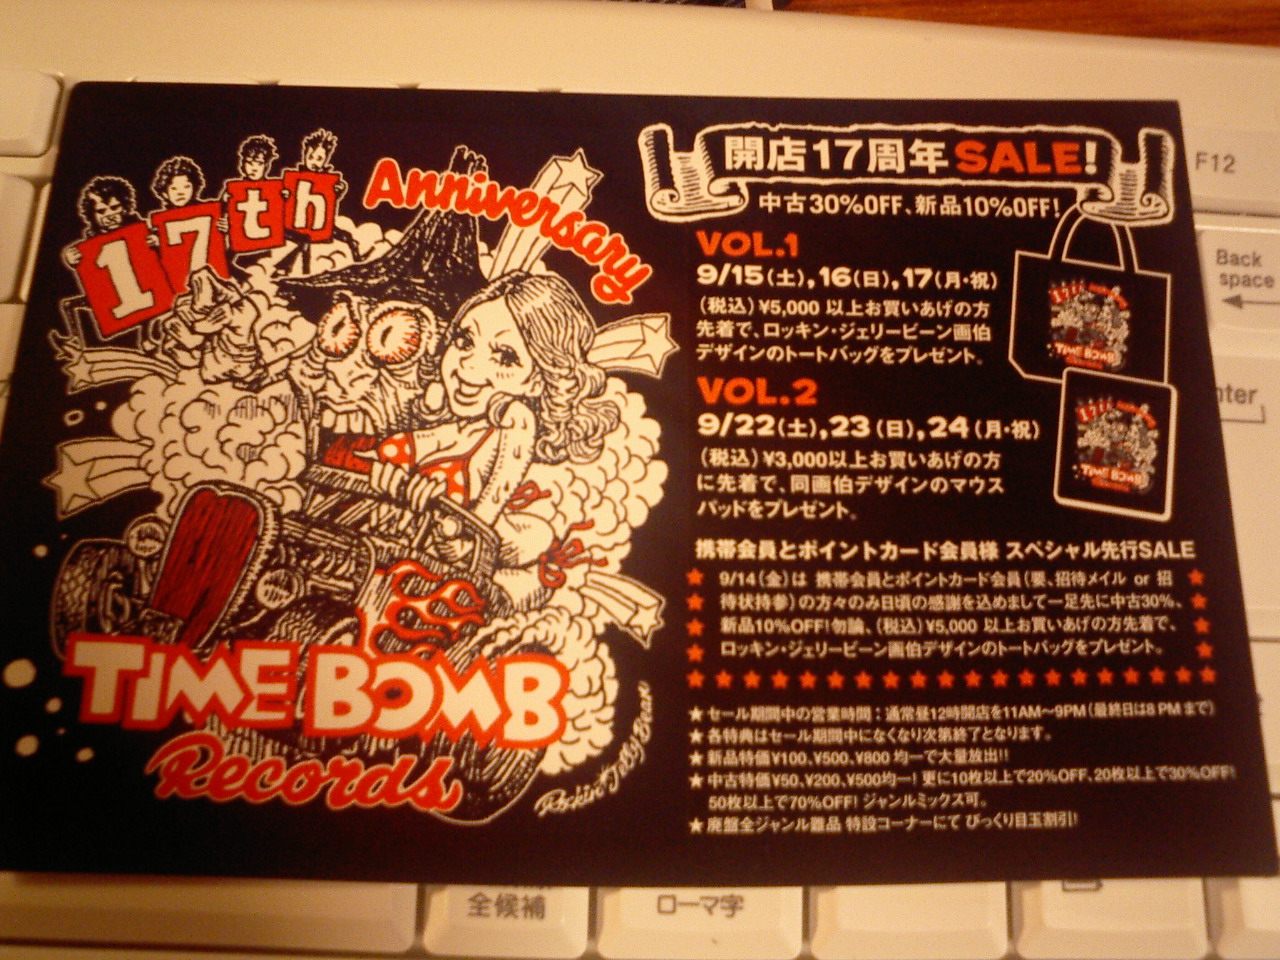 17th
Anniversary
TIME BOMB
Records
Rockin' Jelly Bean
開店17周年SALE!
中古30%OFF、新品10%OFF!
VOL.1
9/15(土),16(日),17(月・祝)
(税込)¥5,000 以上お買いあげの方
先着で、ロッキン・ジェリービーン画伯
デザインのトートバッグをプレゼント。
VOL.2
9/22(土),23(日),24(月・祝)
(税込)¥3,000以上お買いあげの方
に先着で、同画伯デザインのマウス
パッドをプレゼント。
携帯会員とポイントカード会員様 スペシャル先行SALE
9/14(金)は 携帯会員とポイントカード会員(要、招待メイル or 招
待状持参)の方々のみ日頃の感謝を込めまして一足先に中古30%、
新品10%OFF!勿論、(税込)¥5,000 以上お買いあげの方先着で、
ロッキン・ジェリービーン画伯デザインのトートバッグをプレゼント。
★セール期間中の営業時間：通常昼12時開店を11AM〜9PM(最終日は8PMまで)
★各特典はセール期間中になくなり次第終了となります。
★新品特価¥100、¥500、¥800 均一で大量放出!!
★中古特価¥50、¥200、¥500均一! 更に10枚以上で20%OFF,20枚以上で30%OFF!
50枚以上で70%OFF! ジャンルミックス可。
★廃盤全ジャンル難品 特設コーナーにて びっくり目玉割引!
F12
Back
space
nter
全候補
ローマ字